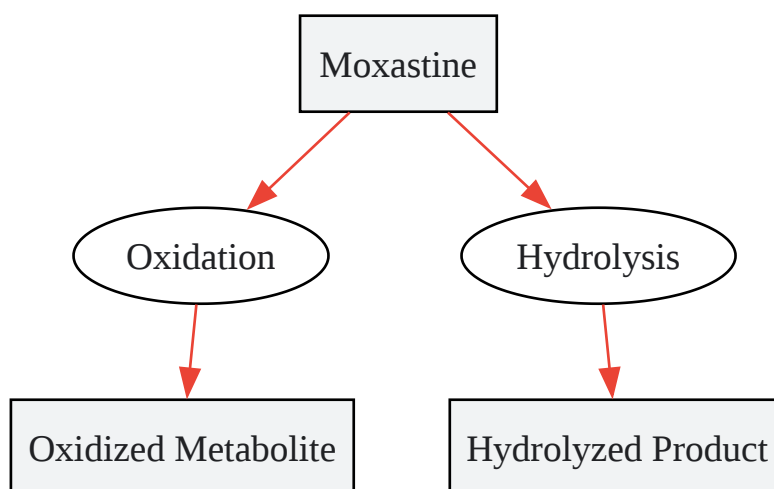 Moxastine
Oxidation
Hydrolysis
Oxidized Metabolite
Hydrolyzed Product